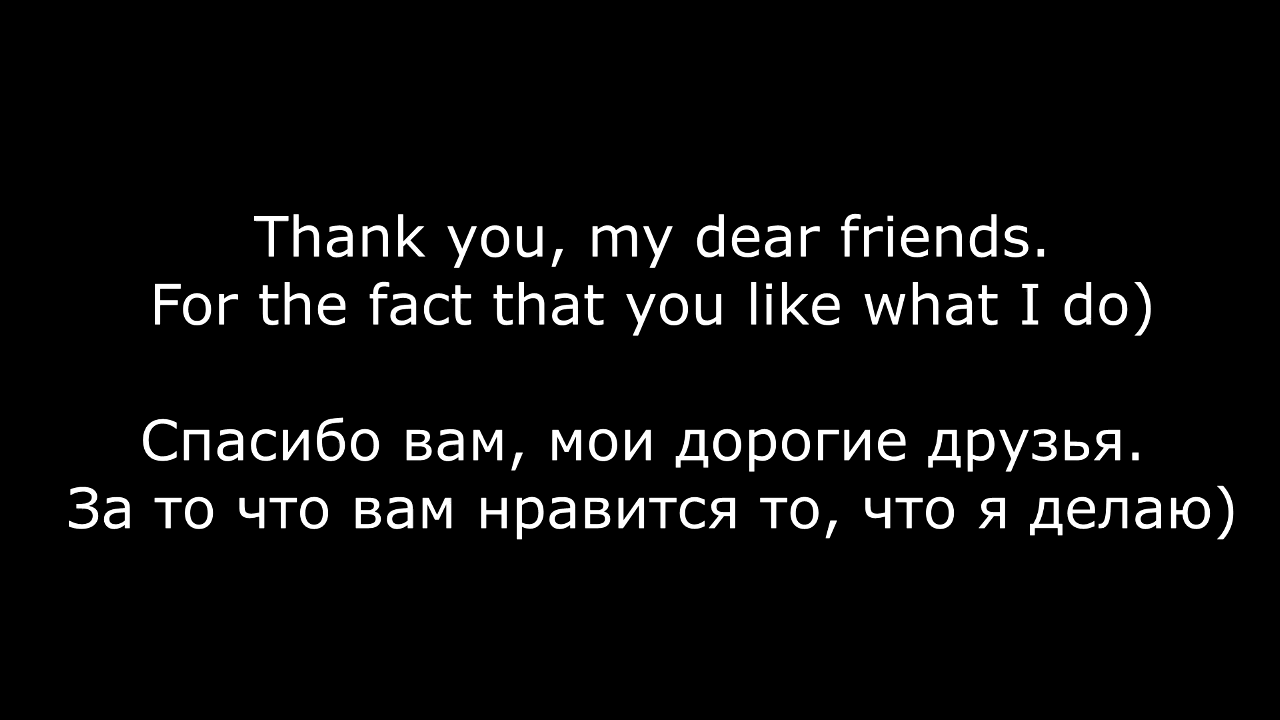 Thank you, my dear friends.
For the fact that you like what I do)
Спасибо вам, мои дорогие друзья.
За то что вам нравится то, что я делаю)